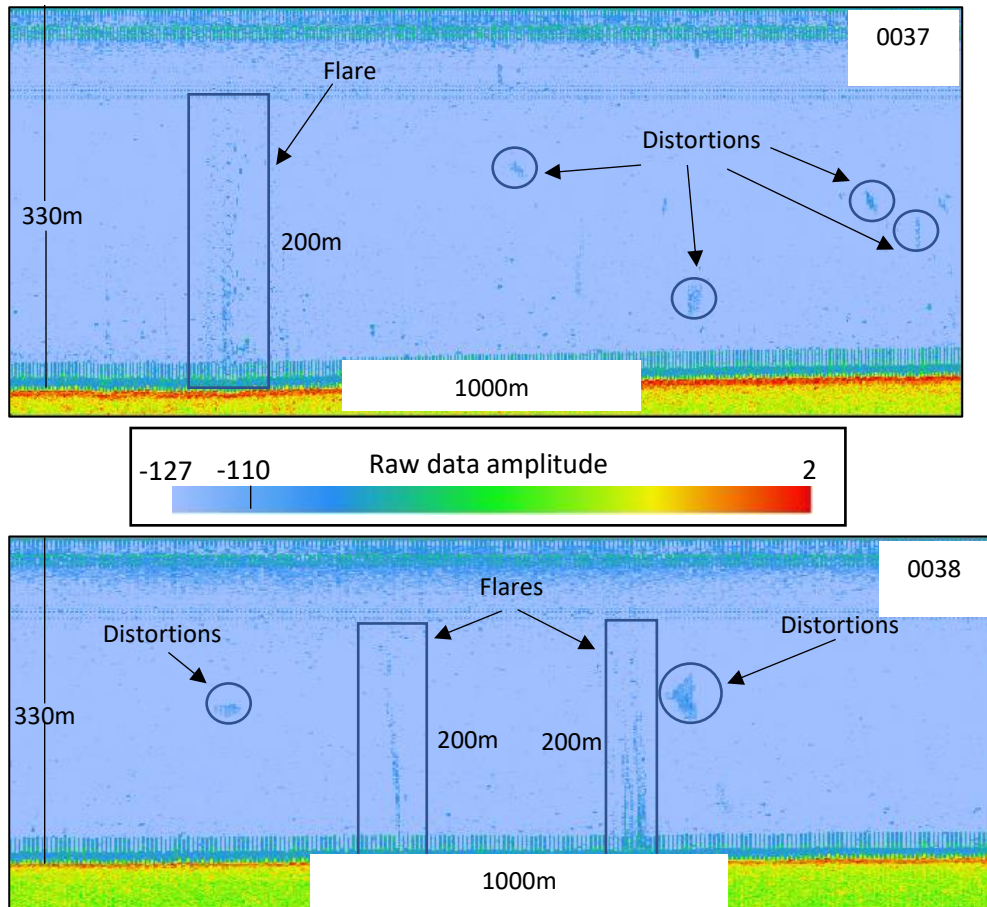 0037
Flare
Distortions
330m
200m
1000m
Raw data amplitude
-127 -110 2
0038
Flares
Distortions
Distortions
330m
200m
200m
1000m